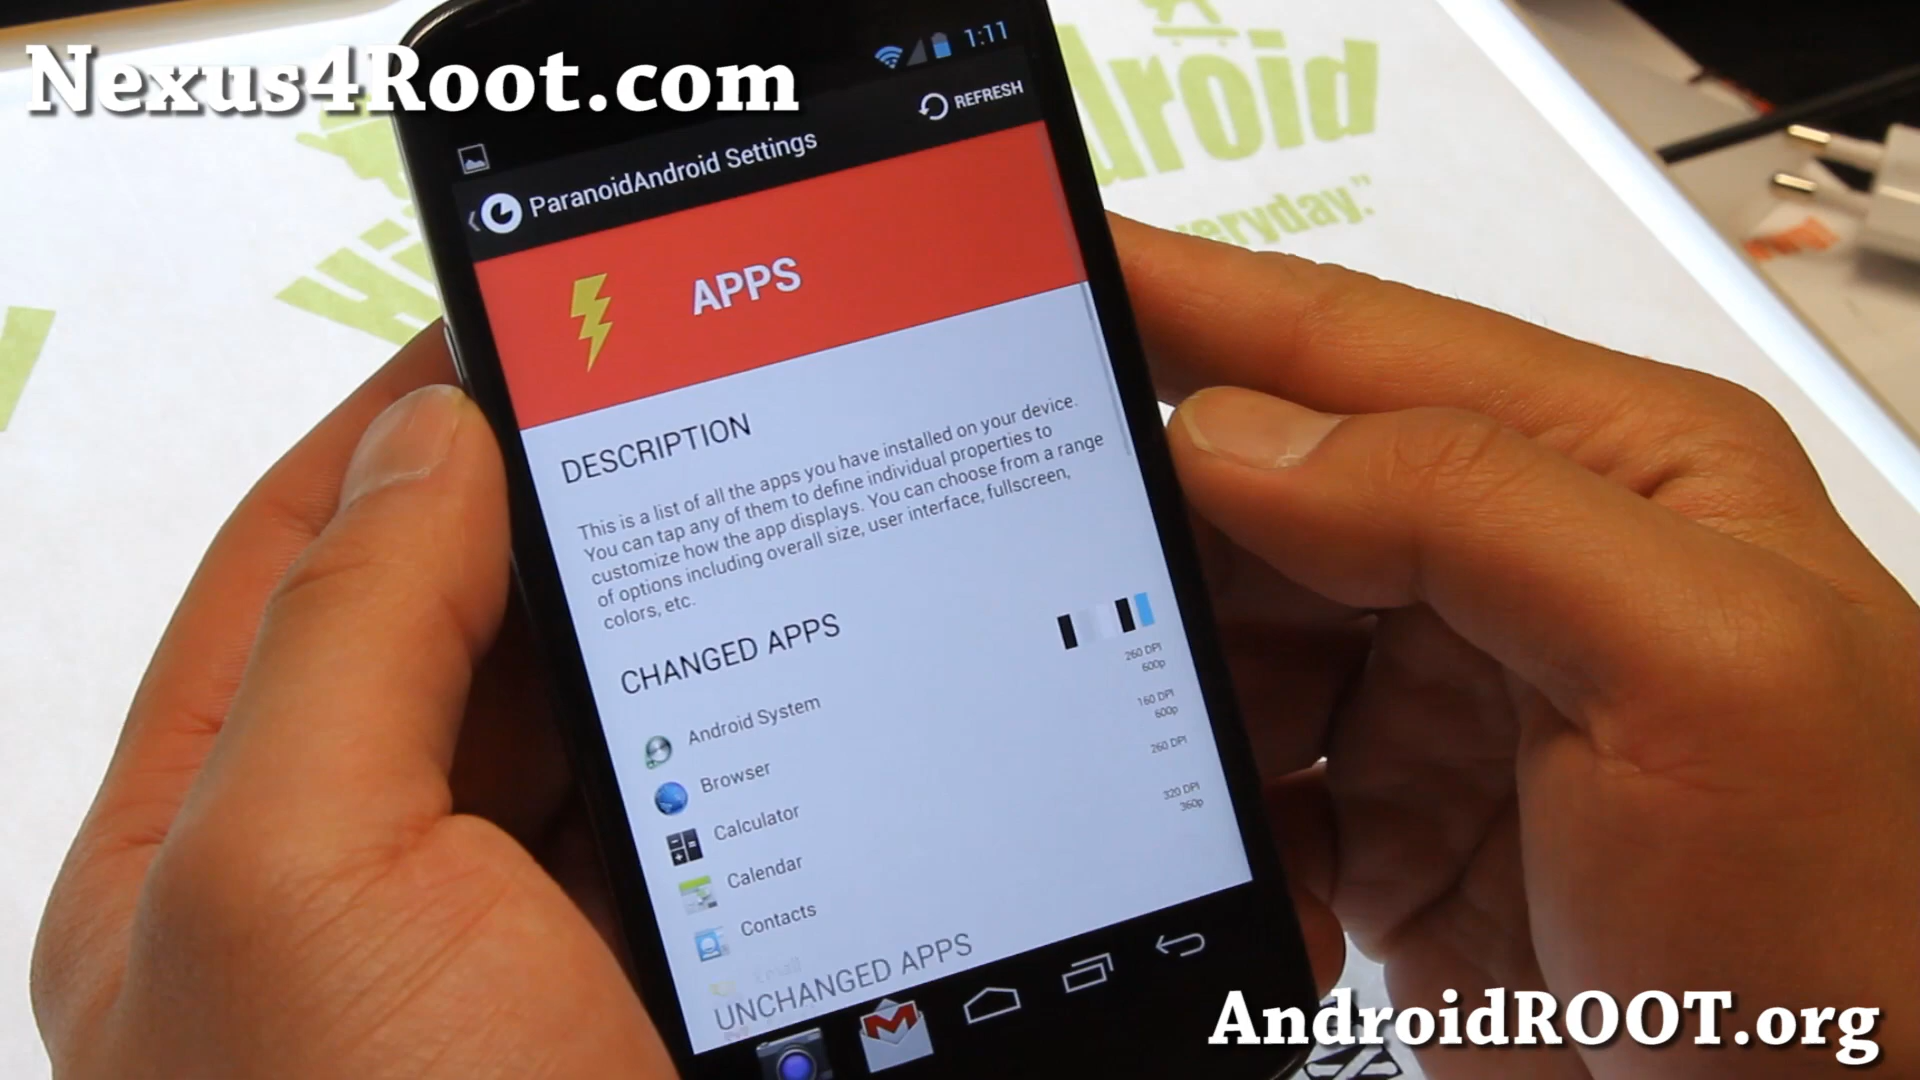 Nexus4Root.com
1:11
ParanoidAndroid Settings
REFRESH
APPS
DESCRIPTION
This is a list of all the apps you have installed on your device.
You can tap any of them to define individual properties to
customize how the app displays. You can choose from a range
of options including overall size, user interface, fullscreen,
colors, etc.
CHANGED APPS
Android System
260 DPI
600p
Browser
160 DPI
600p
Calculator
260 DPI
Calendar
320 DPI
360p
Contacts
Email
UNCHANGED APPS
droid
everyday."
AndroidROOT.org